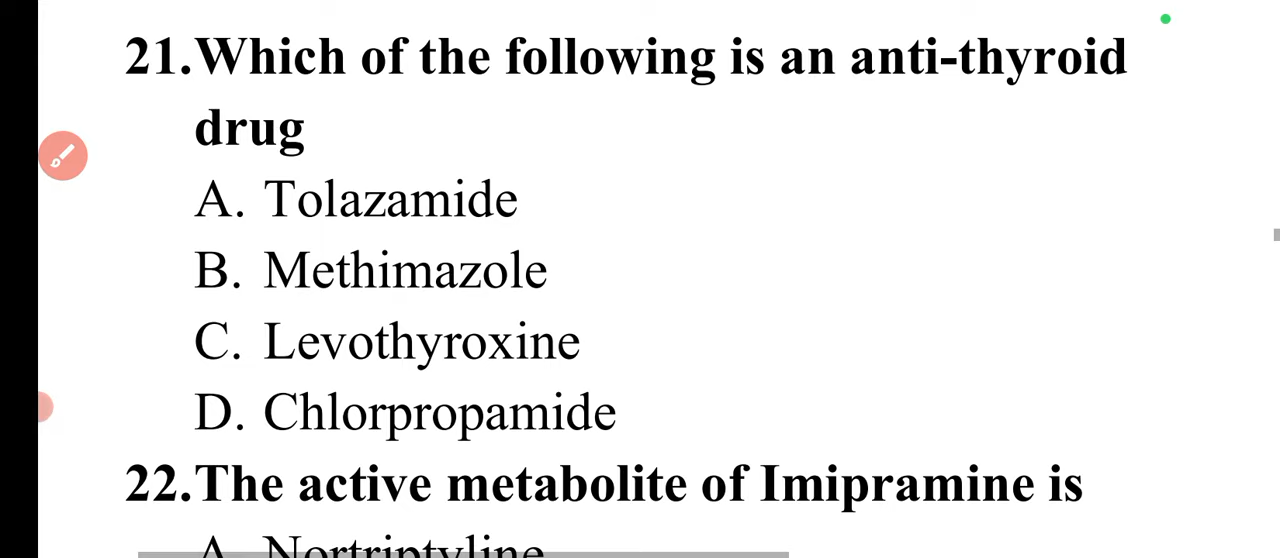 21.Which of the following is an anti-thyroid
drug
A. Tolazamide
B. Methimazole
C. Levothyroxine
D. Chlorpropamide
22.The active metabolite of Imipramine is
A. Nortriptyline